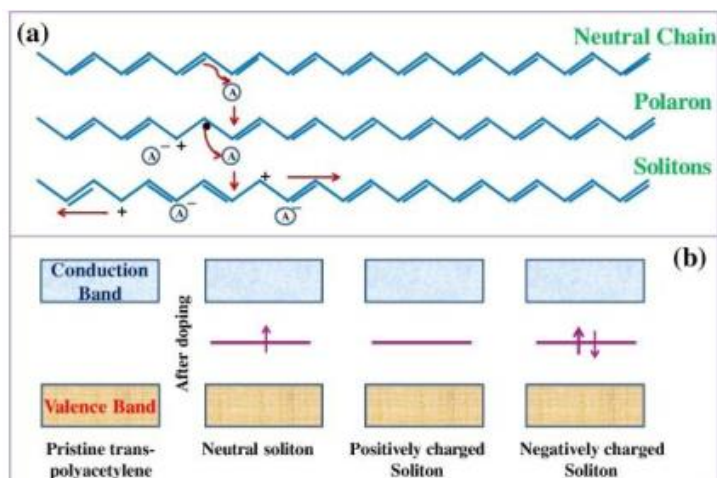 (a)
Neutral Chain
A
Polaron
A⁻ +
A
Solitons
+
+
A⁻
A⁻
(b)
Conduction
Band
After doping
Valence Band
Pristine trans-
polyacetylene
Neutral soliton
Positively charged
Soliton
Negatively charged
Soliton